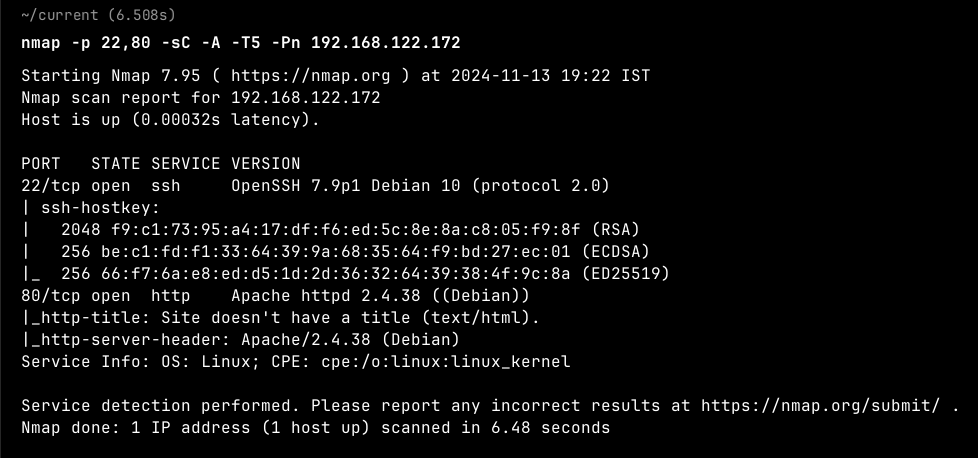 ~/current (6.508s)
nmap -p 22,80 -sC -A -T5 -Pn 192.168.122.172
Starting Nmap 7.95 ( https://nmap.org ) at 2024-11-13 19:22 IST
Nmap scan report for 192.168.122.172
Host is up (0.00032s latency).

PORT   STATE SERVICE VERSION
22/tcp open  ssh     OpenSSH 7.9p1 Debian 10 (protocol 2.0)
| ssh-hostkey:
|   2048 f9:c1:73:95:a4:17:df:f6:ed:5c:8e:8a:c8:05:f9:8f (RSA)
|   256 be:c1:fd:f1:33:64:39:9a:68:35:64:f9:bd:27:ec:01 (ECDSA)
|_  256 66:f7:6a:e8:ed:d5:1d:2d:36:32:64:39:38:4f:9c:8a (ED25519)
80/tcp open  http    Apache httpd 2.4.38 ((Debian))
|_http-title: Site doesn't have a title (text/html).
|_http-server-header: Apache/2.4.38 (Debian)
Service Info: OS: Linux; CPE: cpe:/o:linux:linux_kernel

Service detection performed. Please report any incorrect results at https://nmap.org/submit/ .
Nmap done: 1 IP address (1 host up) scanned in 6.48 seconds